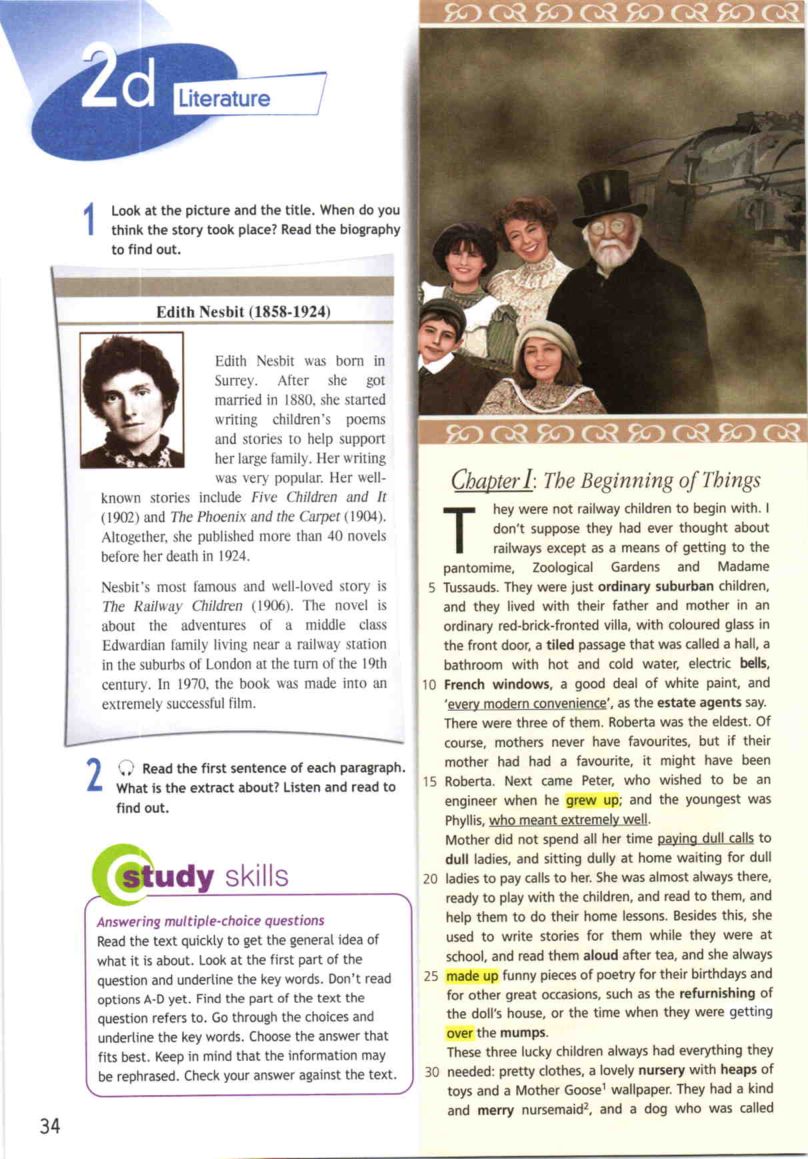 2d Literature
1 Look at the picture and the title. When do you
think the story took place? Read the biography
to find out.
Edith Nesbit (1858-1924)
Edith Nesbit was born in
Surrey. After she got
married in 1880, she started
writing children's poems
and stories to help support
her large family. Her writing
was very popular. Her well-
known stories include Five Children and It
(1902) and The Phoenix and the Carpet (1904).
Altogether, she published more than 40 novels
before her death in 1924.
Nesbit's most famous and well-loved story is
The Railway Children (1906). The novel is
about the adventures of a middle class
Edwardian family living near a railway station
in the suburbs of London at the turn of the 19th
century. In 1970, the book was made into an
extremely successful film.
2 Read the first sentence of each paragraph.
What is the extract about? Listen and read to
find out.
study skills
Answering multiple-choice questions
Read the text quickly to get the general idea of
what it is about. Look at the first part of the
question and underline the key words. Don't read
options A-D yet. Find the part of the text the
question refers to. Go through the choices and
underline the key words. Choose the answer that
fits best. Keep in mind that the information may
be rephrased. Check your answer against the text.
34
Chapter I: The Beginning of Things
They were not railway children to begin with. I
don't suppose they had ever thought about
railways except as a means of getting to the
pantomime, Zoological Gardens and Madame
5 Tussauds. They were just ordinary suburban children,
and they lived with their father and mother in an
ordinary red-brick-fronted villa, with coloured glass in
the front door, a tiled passage that was called a hall, a
bathroom with hot and cold water, electric bells,
10 French windows, a good deal of white paint, and
'every modern convenience', as the estate agents say.
There were three of them. Roberta was the eldest. Of
course, mothers never have favourites, but if their
mother had had a favourite, it might have been
15 Roberta. Next came Peter, who wished to be an
engineer when he grew up; and the youngest was
Phyllis, who meant extremely well.
Mother did not spend all her time paying dull calls to
dull ladies, and sitting dully at home waiting for dull
20 ladies to pay calls to her. She was almost always there,
ready to play with the children, and read to them, and
help them to do their home lessons. Besides this, she
used to write stories for them while they were at
school, and read them aloud after tea, and she always
25 made up funny pieces of poetry for their birthdays and
for other great occasions, such as the refurnishing of
the doll's house, or the time when they were getting
over the mumps.
These three lucky children always had everything they
30 needed: pretty clothes, a lovely nursery with heaps of
toys and a Mother Goose¹ wallpaper. They had a kind
and merry nursemaid², and a dog who was called